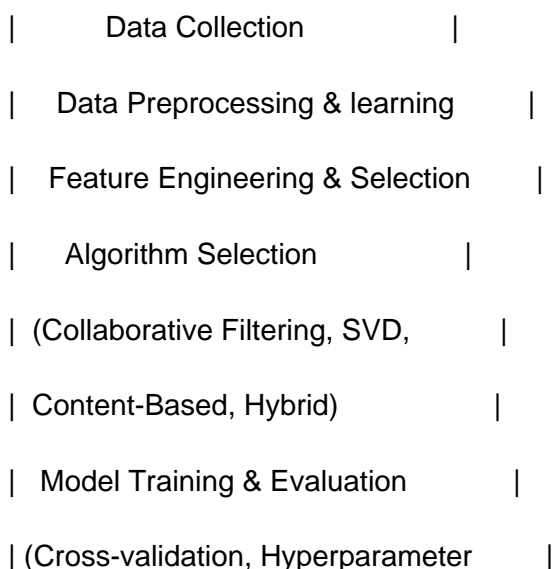 | Data Collection |
| Data Preprocessing & learning |
| Feature Engineering & Selection |
| Algorithm Selection |
| (Collaborative Filtering, SVD, |
| Content-Based, Hybrid) |
| Model Training & Evaluation |
| (Cross-validation, Hyperparameter |